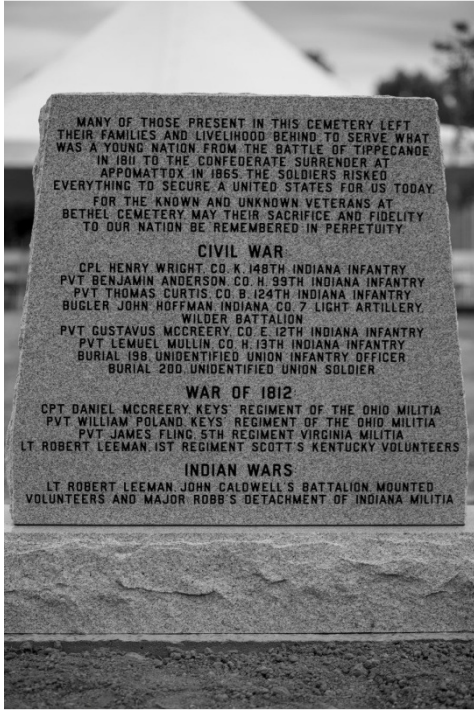 MANY OF THOSE PRESENT IN THIS CEMETERY LEFT
THEIR FAMILIES AND LIVELIHOOD BEHIND TO SERVE WHAT
WAS A YOUNG NATION. FROM THE BATTLE OF TIPPECANOE
IN 1811 TO THE CONFEDERATE SURRENDER AT
APPOMATTOX IN 1865, THE SOLDIERS RISKED
EVERYTHING TO SECURE A UNITED STATES FOR US TODAY.
FOR THE KNOWN AND UNKNOWN VETERANS AT
BETHEL CEMETERY, MAY THEIR SACRIFICE AND FIDELITY
TO OUR NATION BE REMEMBERED IN PERPETUITY.
CIVIL WAR
CPL HENRY WRIGHT, CO. K, 148TH INDIANA INFANTRY
PVT BENJAMIN ANDERSON, CO. H, 99TH INDIANA INFANTRY
PVT THOMAS CURTIS, CO. B, 124TH INDIANA INFANTRY
BUGLER JOHN HOFFMAN, INDIANA CO. 7 LIGHT ARTILLERY,
WILDER BATTALION
PVT GUSTAVUS MCCREERY, CO. E, 12TH INDIANA INFANTRY
PVT LEMUEL MULLIN, CO. H, 13TH INDIANA INFANTRY
BURIAL 198, UNIDENTIFIED UNION INFANTRY OFFICER
BURIAL 200, UNIDENTIFIED UNION SOLDIER
WAR OF 1812
CPT DANIEL MCCREERY, KEYS' REGIMENT OF THE OHIO MILITIA
PVT WILLIAM POLAND, KEYS' REGIMENT OF THE OHIO MILITIA
PVT JAMES FLING, 5TH REGIMENT VIRGINIA MILITIA
LT ROBERT LEEMAN, 1ST REGIMENT SCOTT'S KENTUCKY VOLUNTEERS
INDIAN WARS
LT ROBERT LEEMAN, JOHN CALDWELL'S BATTALION, MOUNTED
VOLUNTEERS AND MAJOR ROBB'S DETACHMENT OF INDIANA MILITIA